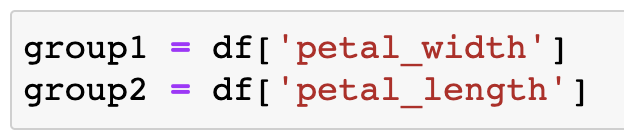 group1 = df['petal_width']
group2 = df['petal_length']